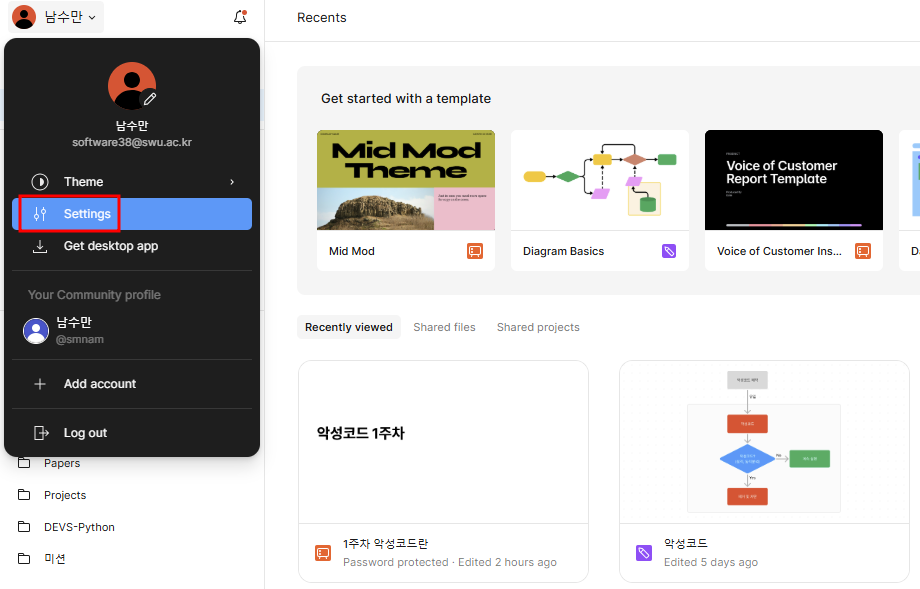 남수만
남수만
software38@swu.ac.kr
Theme
Settings
Get desktop app
Your Community profile
남수만
@smnam
Add account
Log out
Papers
Projects
DEVS-Python
미션
Recents
Get started with a template
Mid Mod
Theme
Mid Mod
Diagram Basics
Voice of Customer
Report Template
Voice of Customer Ins...
Recently viewed
Shared files
Shared projects
악성코드 1주차
1주차 악성코드란
Password protected · Edited 2 hours ago
Yes
악성코드
Edited 5 days ago